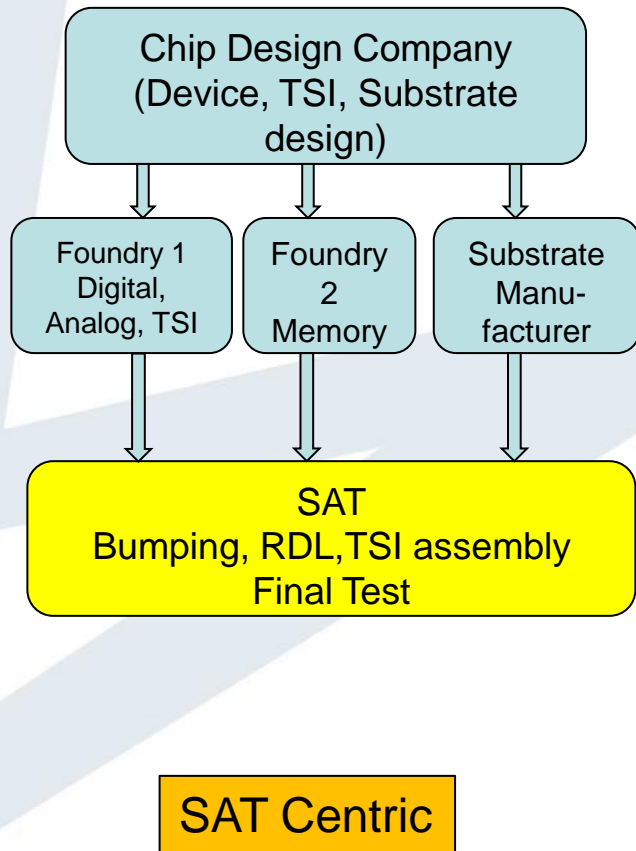 Chip Design Company
(Device, TSI, Substrate
design)
Foundry 1
Digital,
Analog, TSI
Foundry
2
Memory
Substrate
Manu-
facturer
SAT
Bumping, RDL,TSI assembly
Final Test
SAT Centric